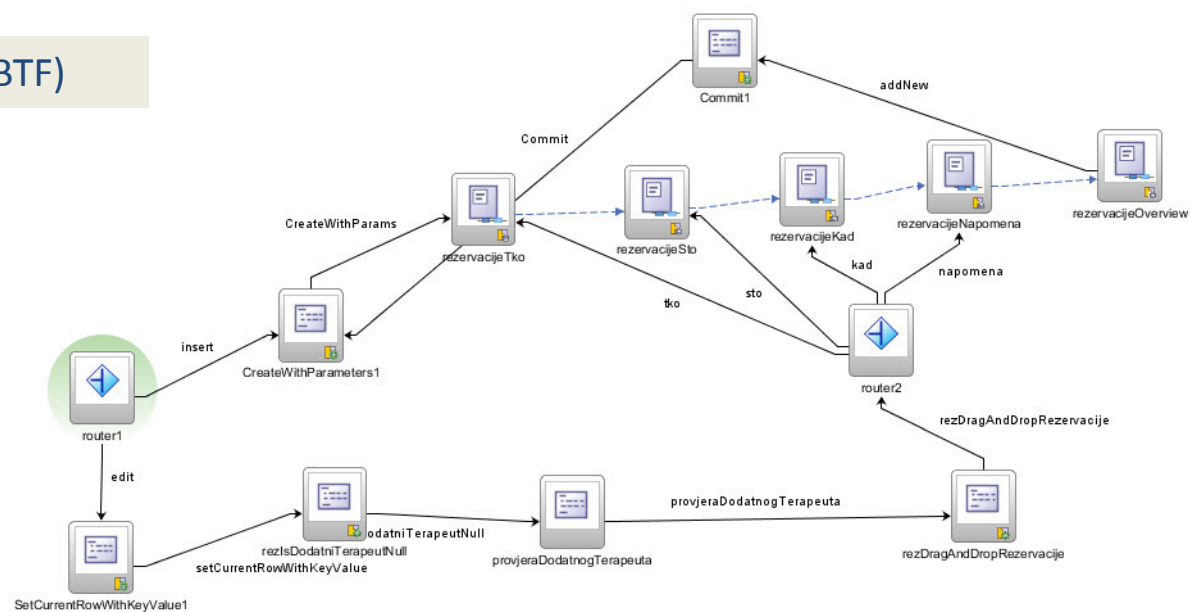 BTF)
Commit1
addNew
Commit
rezervacijeOverview
rezervacijeNapomena
rezervacijeKad
rezervacijeSto
CreateWithParams
rezervacijeTko
kad
napomena
sto
tko
insert
CreateWithParameters1
router2
router1
rezDragAndDropRezervacije
edit
provjeraDodatnogTerapeuta
odatniTerapeutNull
rezIsDodatniTerapeutNull
provjeraDodatnogTerapeuta
rezDragAndDropRezervacije
setCurrentRowWithKeyValue
SetCurrentRowWithKeyValue1